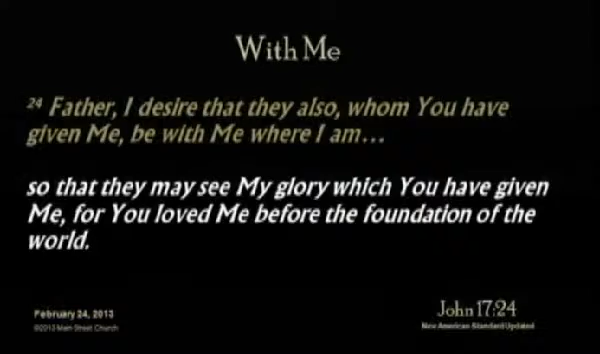 With Me
24 Father, I desire that they also, whom You have
given Me, be with Me where I am...
so that they may see My glory which You have given
Me, for You loved Me before the foundation of the
world.
February 24, 2013
©2013 Main Street Church
John 17:24
New American Standard Updated